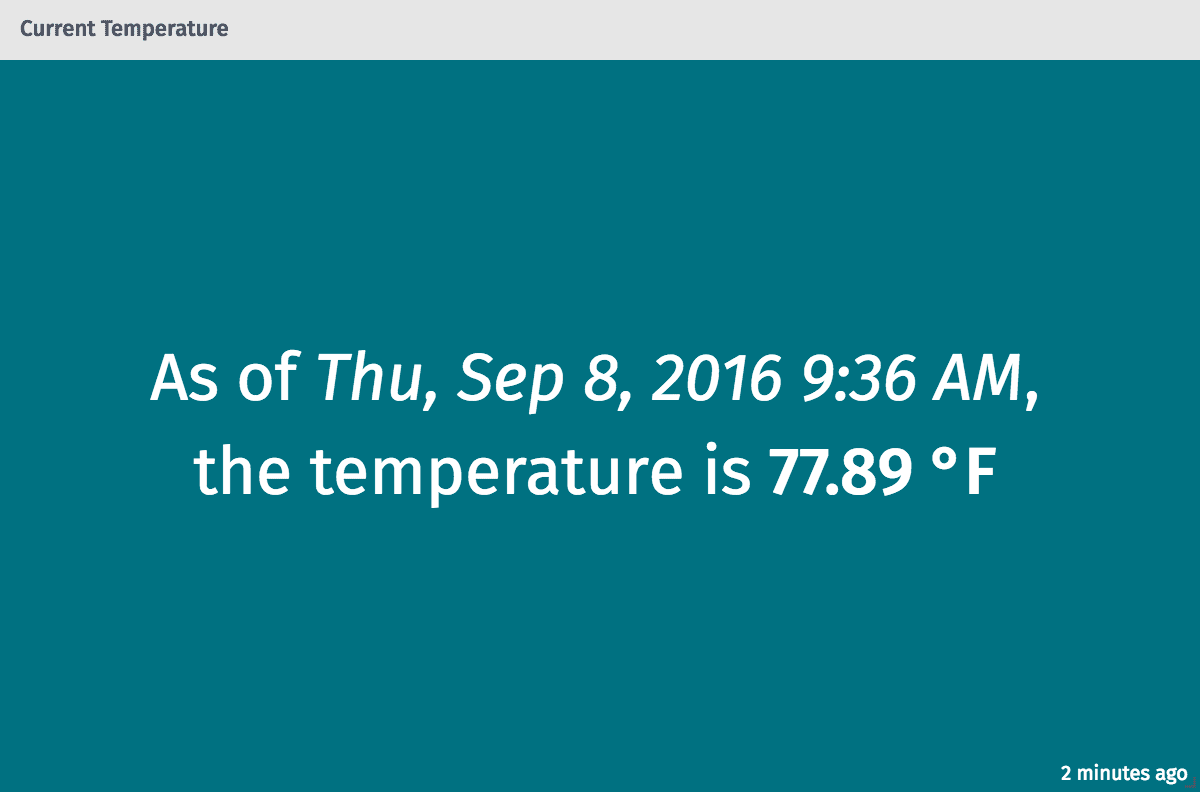 Current Temperature
As of Thu, Sep 8, 2016 9:36 AM,
the temperature is 77.89 °F
2 minutes ago